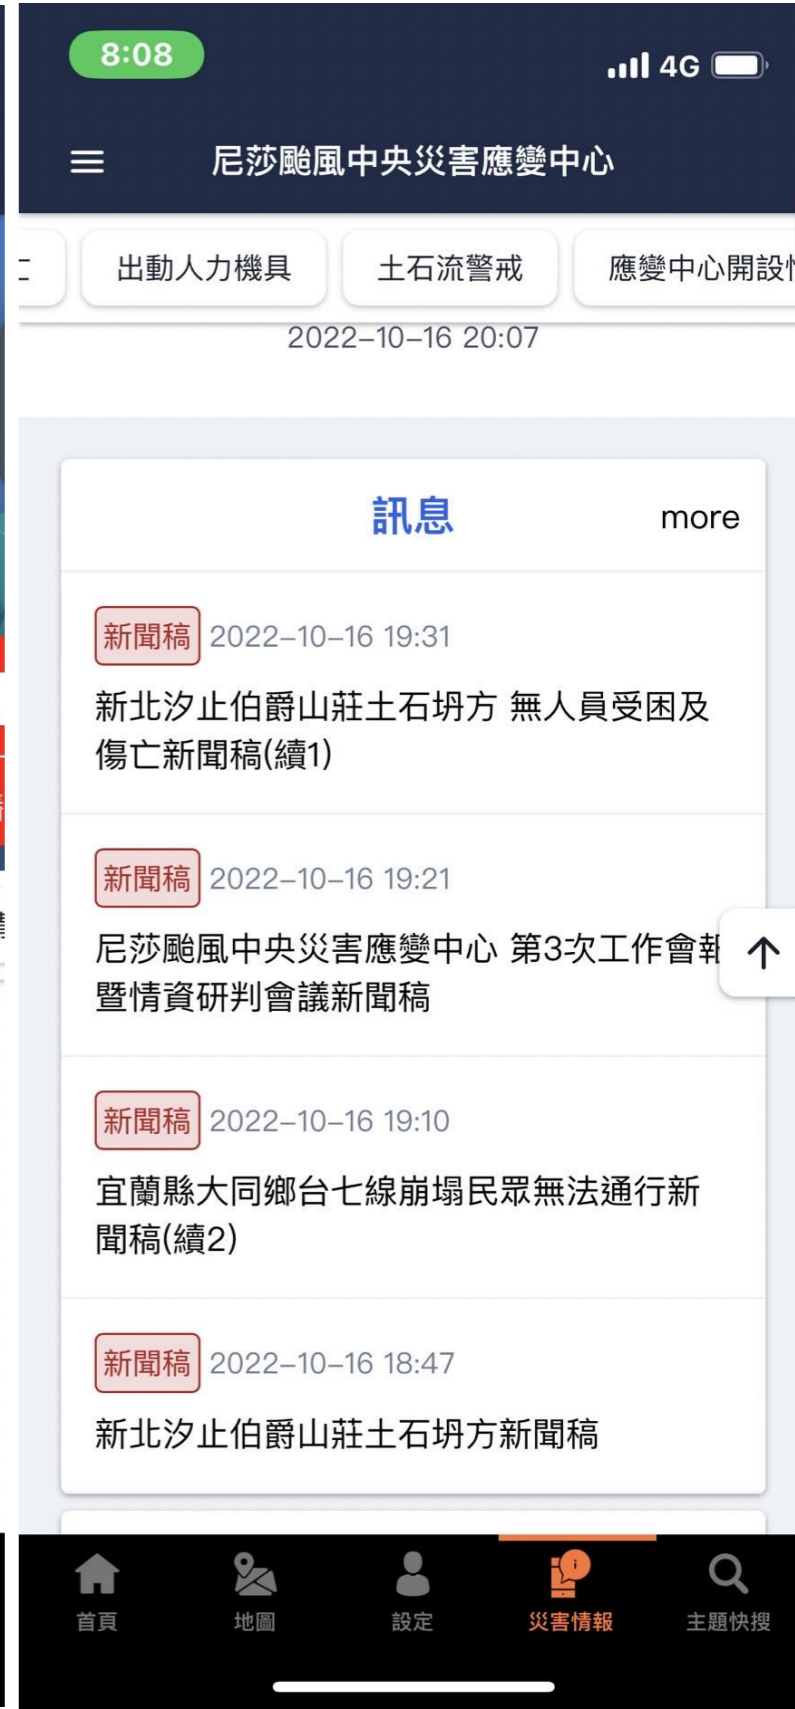 8:08
4G
尼莎颱風中央災害應變中心
出動人力機具
土石流警戒
應變中心開設
2022-10-16 20:07
訊息
more
新聞稿 2022-10-16 19:31
新北汐止伯爵山莊土石坍方 無人員受困及
傷亡新聞稿(續1)
新聞稿 2022-10-16 19:21
尼莎颱風中央災害應變中心 第3次工作會報
暨情資研判會議新聞稿
新聞稿 2022-10-16 19:10
宜蘭縣大同鄉台七線崩塌民眾無法通行新
聞稿(續2)
新聞稿 2022-10-16 18:47
新北汐止伯爵山莊土石坍方新聞稿
首頁
地圖
設定
災害情報
主題快搜